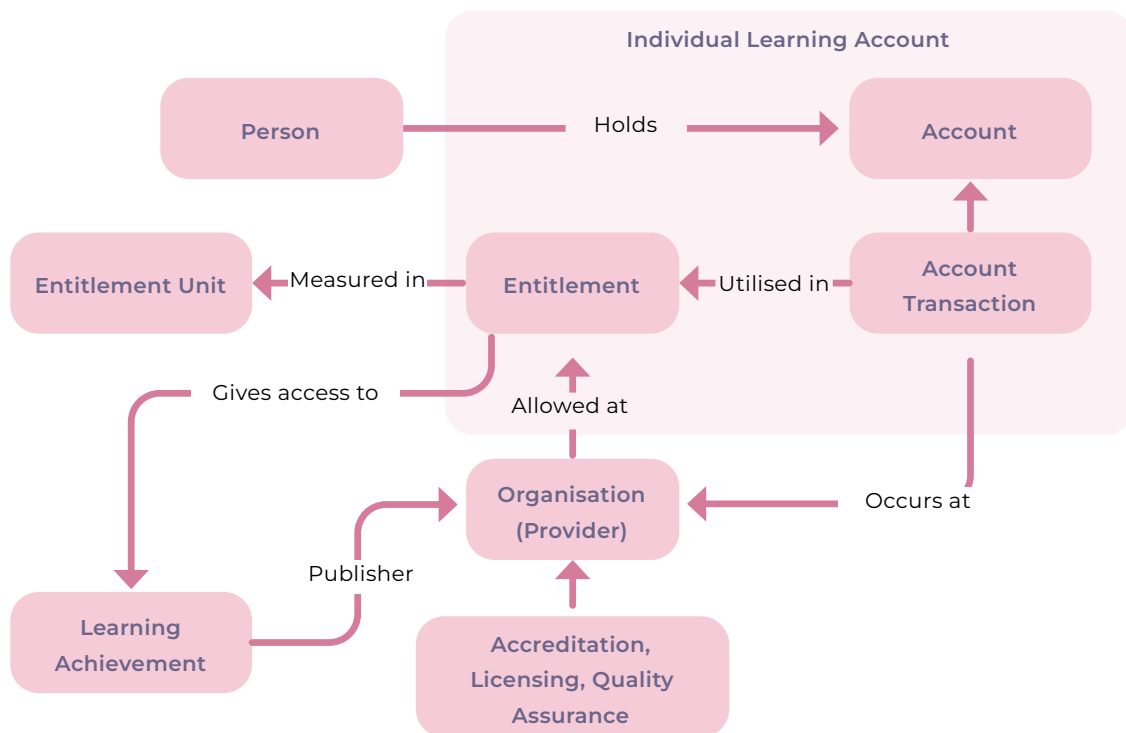 Individual Learning Account
Person
Holds
Account
Entitlement Unit
Measured in
Entitlement
Utilised in
Account
Transaction
Gives access to
Allowed at
Organisation
(Provider)
Occurs at
Publisher
Learning
Achievement
Accreditation,
Licensing, Quality
Assurance